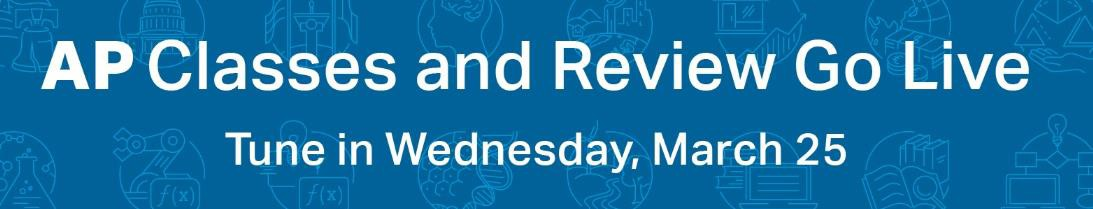 AP Classes and Review Go Live
Tune in Wednesday, March 25
f(x)
f(x)